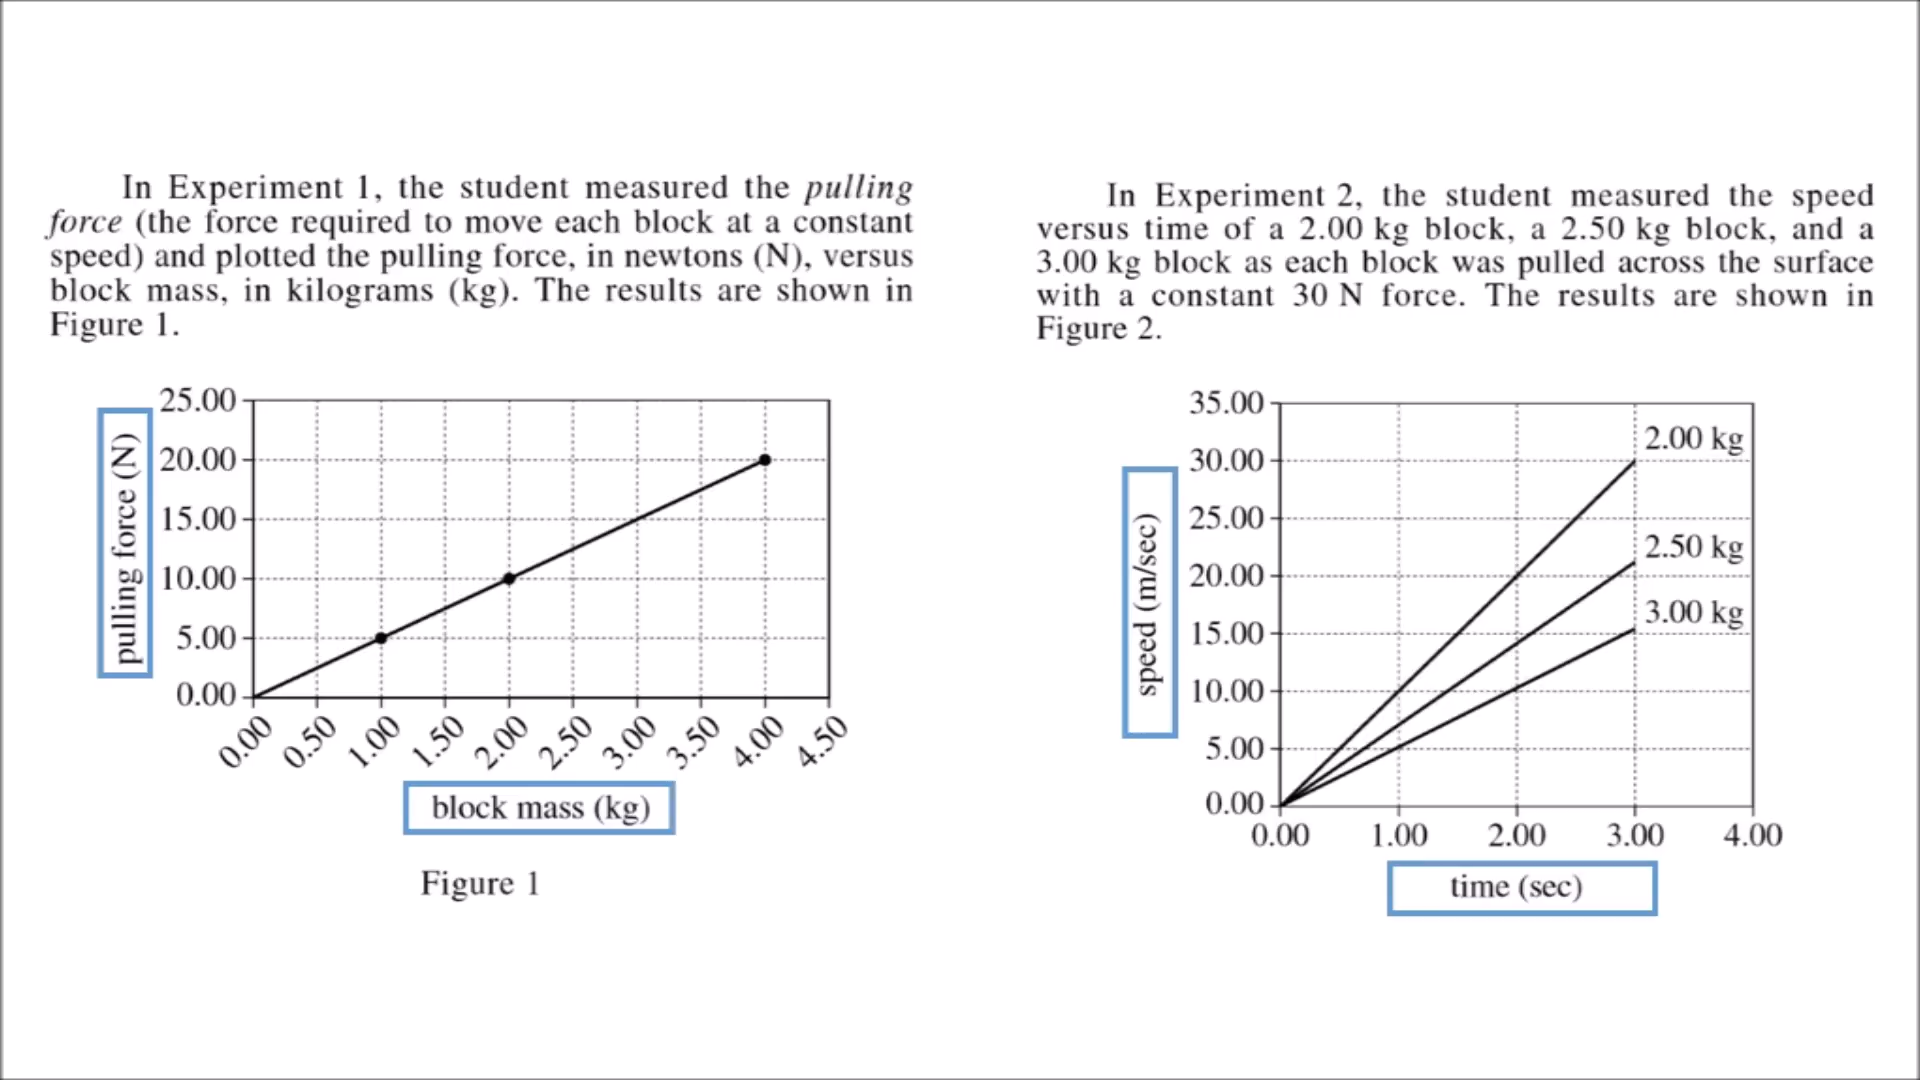 In Experiment 1, the student measured the pulling
force (the force required to move each block at a constant
speed) and plotted the pulling force, in newtons (N), versus
block mass, in kilograms (kg). The results are shown in
Figure 1.
25.00
20.00
15.00
10.00
5.00
0.00
pulling force (N)
0.00 0.50 1.00 1.50 2.00 2.50 3.00 3.50 4.00 4.50
block mass (kg)
Figure 1
In Experiment 2, the student measured the speed
versus time of a 2.00 kg block, a 2.50 kg block, and a
3.00 kg block as each block was pulled across the surface
with a constant 30 N force. The results are shown in
Figure 2.
35.00
30.00
25.00
20.00
15.00
10.00
5.00
0.00
speed (m/sec)
2.00 kg
2.50 kg
3.00 kg
0.00 1.00 2.00 3.00 4.00
time (sec)